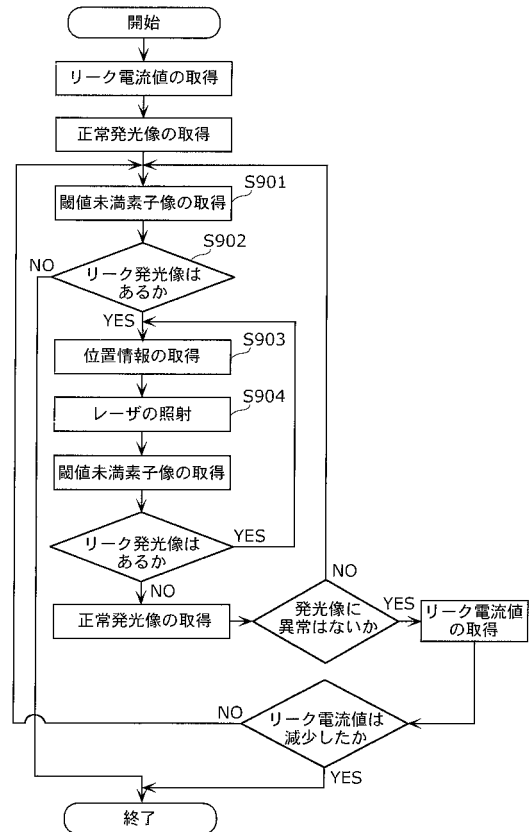 開始
リーク電流値の取得
正常発光像の取得
S901
閾値未満素子像の取得
S902
NO
リーク発光像は
あるか
YES
S903
位置情報の取得
S904
レーザの照射
閾値未満素子像の取得
リーク発光像は
あるか
YES
NO
NO
正常発光像の取得
発光像に
異常はないか
YES
リーク電流値
の取得
NO
リーク電流値は
減少したか
YES
終了